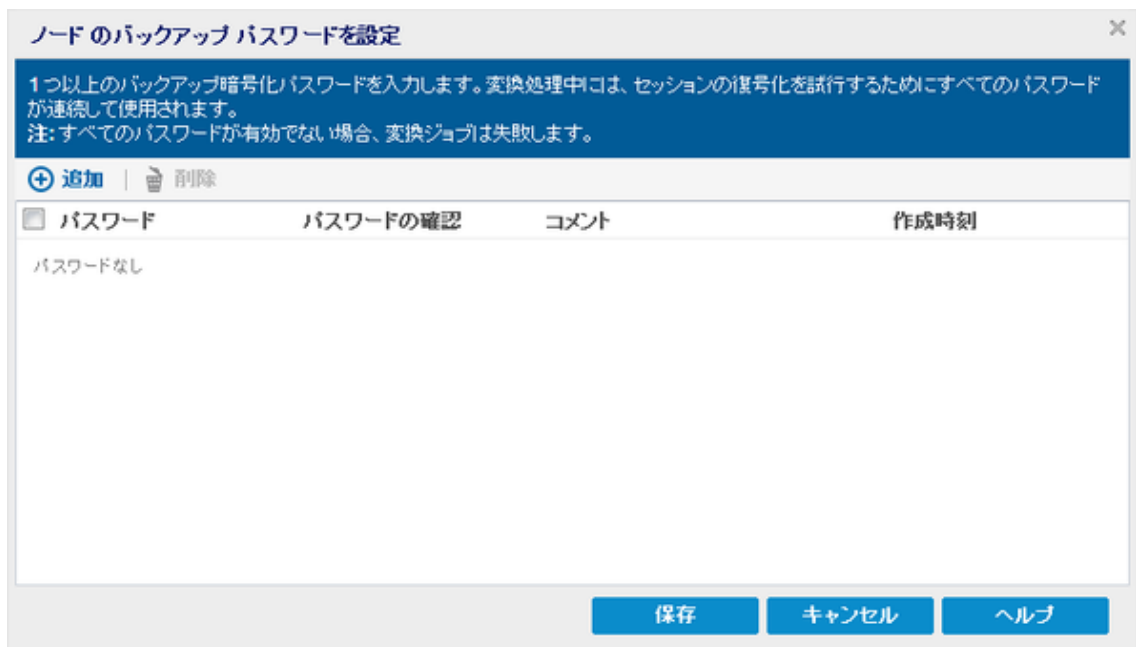 ノード のバックアップ パスワードを設定
1つ以上のバックアップ暗号化パスワードを入力します。変換処理中には、セッションの復号化を試行するためにすべてのパスワード
が連続して使用されます。
注: すべてのパスワードが有効でない場合、変換ジョブは失敗します。
追加 | 削除
パスワード パスワードの確認 コメント 作成時刻
パスワードなし
保存 キャンセル ヘルプ